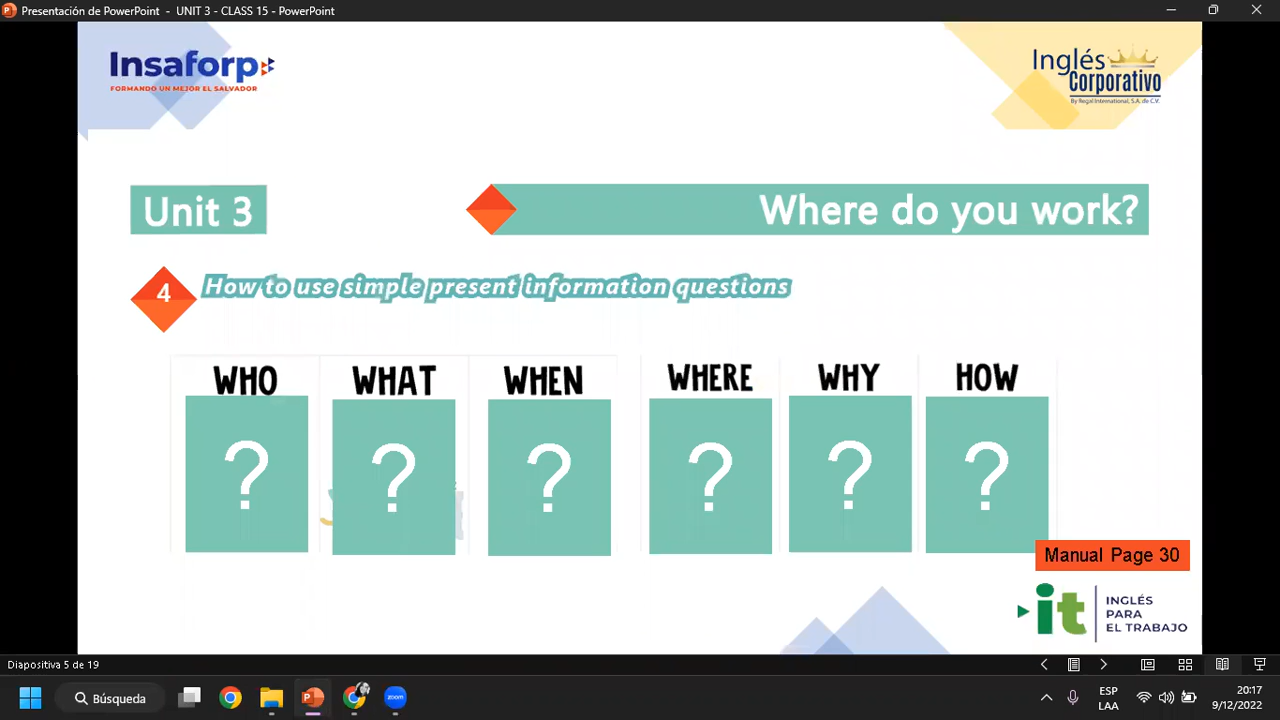 Presentación de PowerPoint - UNIT 3 - CLASS 15 - PowerPoint
Insaforp
FORMANDO UN MEJOR EL SALVADOR
Inglés
Corporativo
By Regal International, S.A. de C.V.
Unit 3
Where do you work?
4
How to use simple present information questions
WHO WHAT WHEN WHERE WHY HOW
? ? ? ? ? ?
Manual Page 30
it
INGLÉS
PARA
EL TRABAJO
Diapositiva 5 de 19
Búsqueda
zoom
ESP
LAA
20:17
9/12/2022